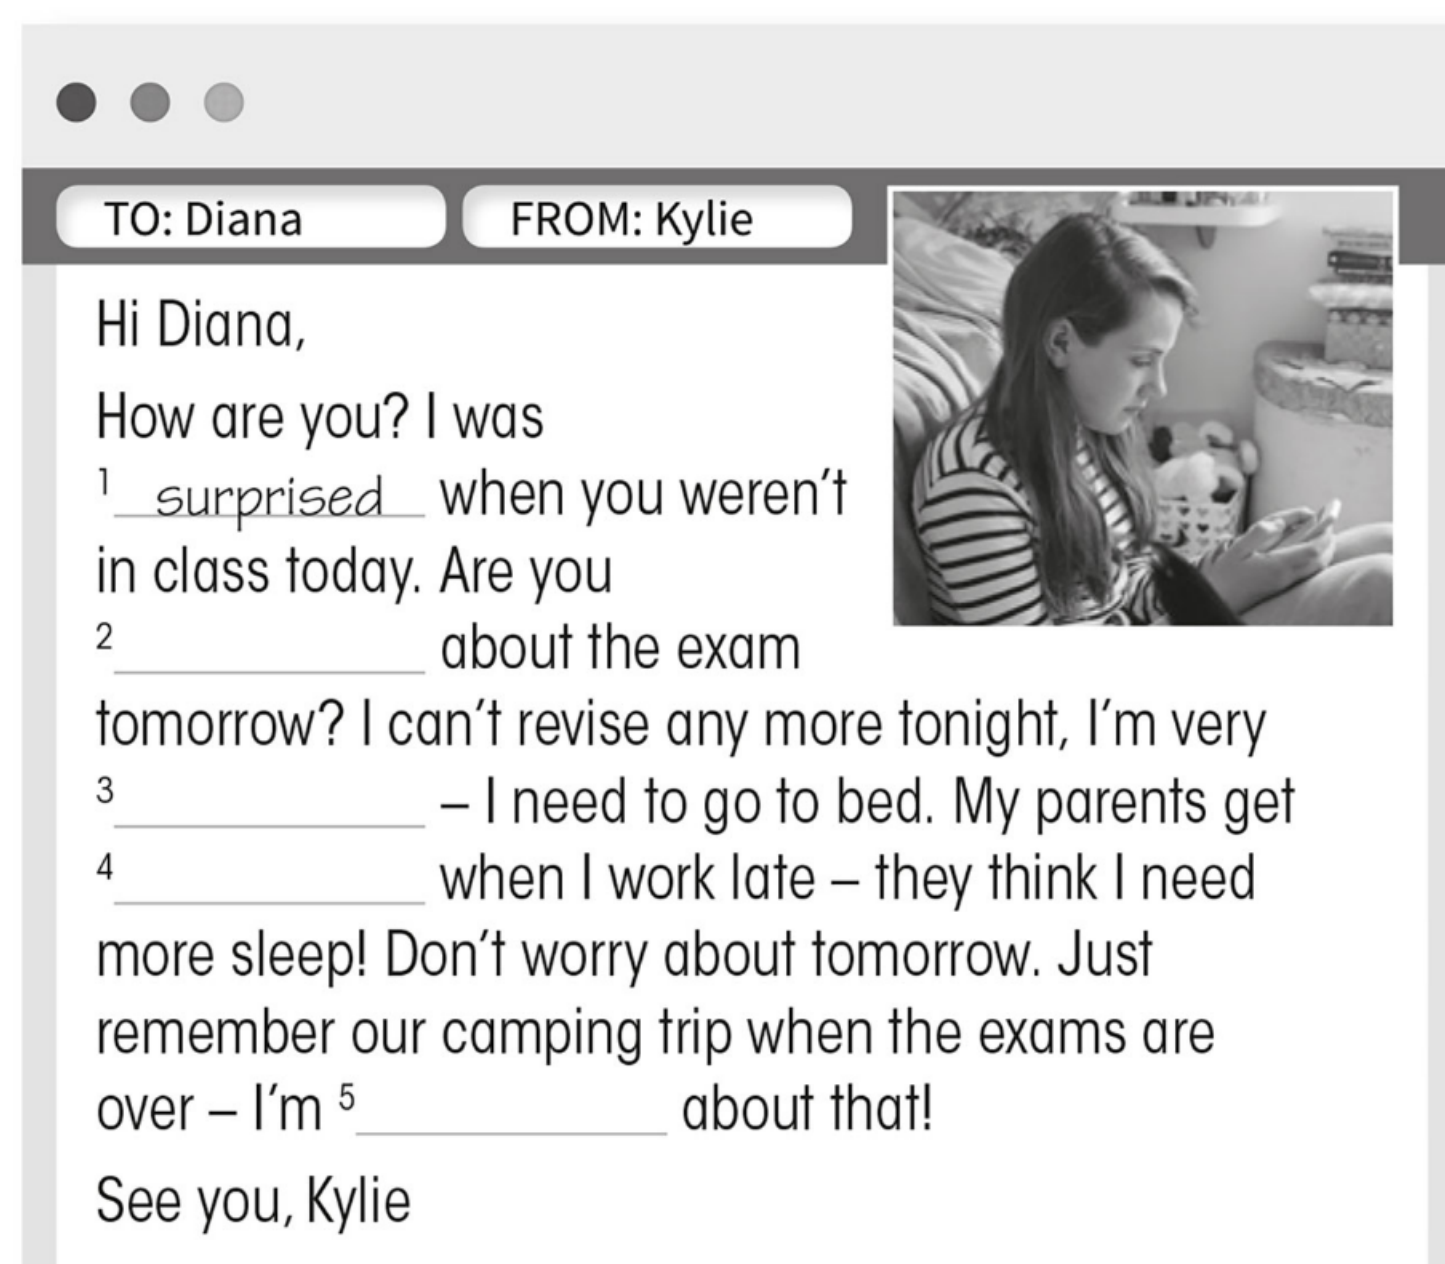 TO: Diana
FROM: Kylie
Hi Diana,
How are you? I was
1 surprised when you weren't
in class today. Are you
2 about the exam
tomorrow? I can't revise any more tonight, I'm very
3 – I need to go to bed. My parents get
4 when I work late – they think I need
more sleep! Don't worry about tomorrow. Just
remember our camping trip when the exams are
over – I'm 5 about that!
See you, Kylie